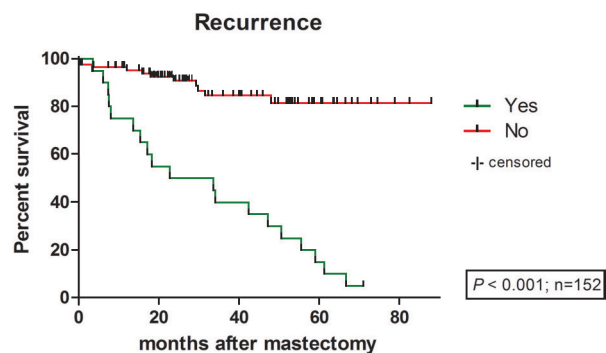 Recurrence
Percent survival
100
80
60
40
20
0
0 20 40 60 80
months after mastectomy
Yes
No
censored
P < 0.001; n=152